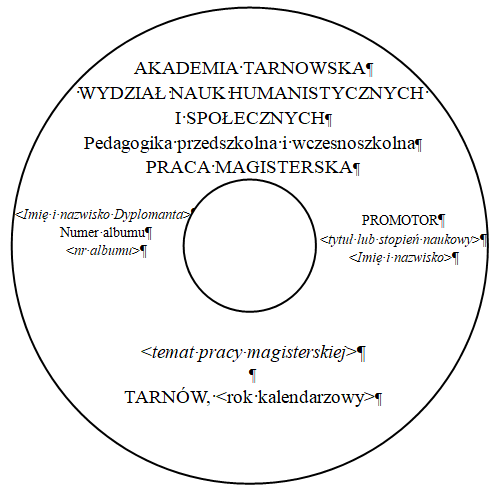 AKADEMIA TARNOWSKA¶
WYDZIAŁ NAUK HUMANISTYCZNYCH
I SPOŁECZNYCH¶
Pedagogika przedszkolna i wczesnoszkolna¶
PRACA MAGISTERSKA¶
<Imię i nazwisko Dyplomanta>¶
Numer albumu¶
<nr albumu>¶
PROMOTOR¶
<tytuł lub stopień naukowy>¶
<Imię i nazwisko>¶
<temat pracy magisterskiej>¶
¶
TARNÓW, <rok kalendarzowy>¶